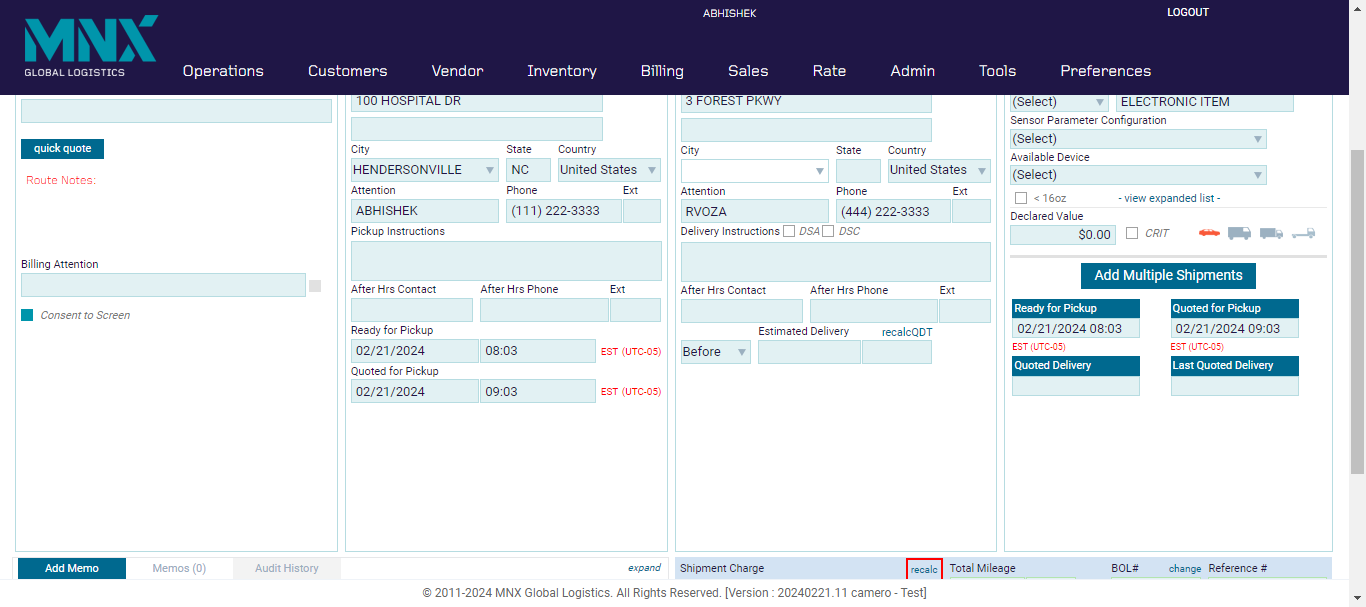 ABHISHEK
LOGOUT
MNX
GLOBAL LOGISTICS
Operations Customers Vendor Inventory Billing Sales Rate Admin Tools Preferences
quick quote
Route Notes:
Billing Attention
Consent to Screen
100 HOSPITAL DR
City State Country
HENDERSONVILLE NC United States
Attention Phone Ext
ABHISHEK (111) 222-3333
Pickup Instructions
After Hrs Contact After Hrs Phone Ext
Ready for Pickup
02/21/2024 08:03 EST (UTC-05)
Quoted for Pickup
02/21/2024 09:03 EST (UTC-05)
3 FOREST PKWY
City State Country
United States
Attention Phone Ext
RVOZA (444) 222-3333
Delivery Instructions DSA DSC
After Hrs Contact After Hrs Phone Ext
Estimated Delivery recalcQDT
Before
(Select) ELECTRONIC ITEM
Sensor Parameter Configuration
(Select)
Available Device
(Select)
< 16oz - view expanded list -
Declared Value
$0.00 CRIT
Add Multiple Shipments
Ready for Pickup Quoted for Pickup
02/21/2024 08:03 02/21/2024 09:03
EST (UTC-05) EST (UTC-05)
Quoted Delivery Last Quoted Delivery
Add Memo Memos (0) Audit History expand
Shipment Charge recalc Total Mileage BOL# change Reference #
© 2011-2024 MNX Global Logistics. All Rights Reserved. [Version : 20240221.11 camero - Test]